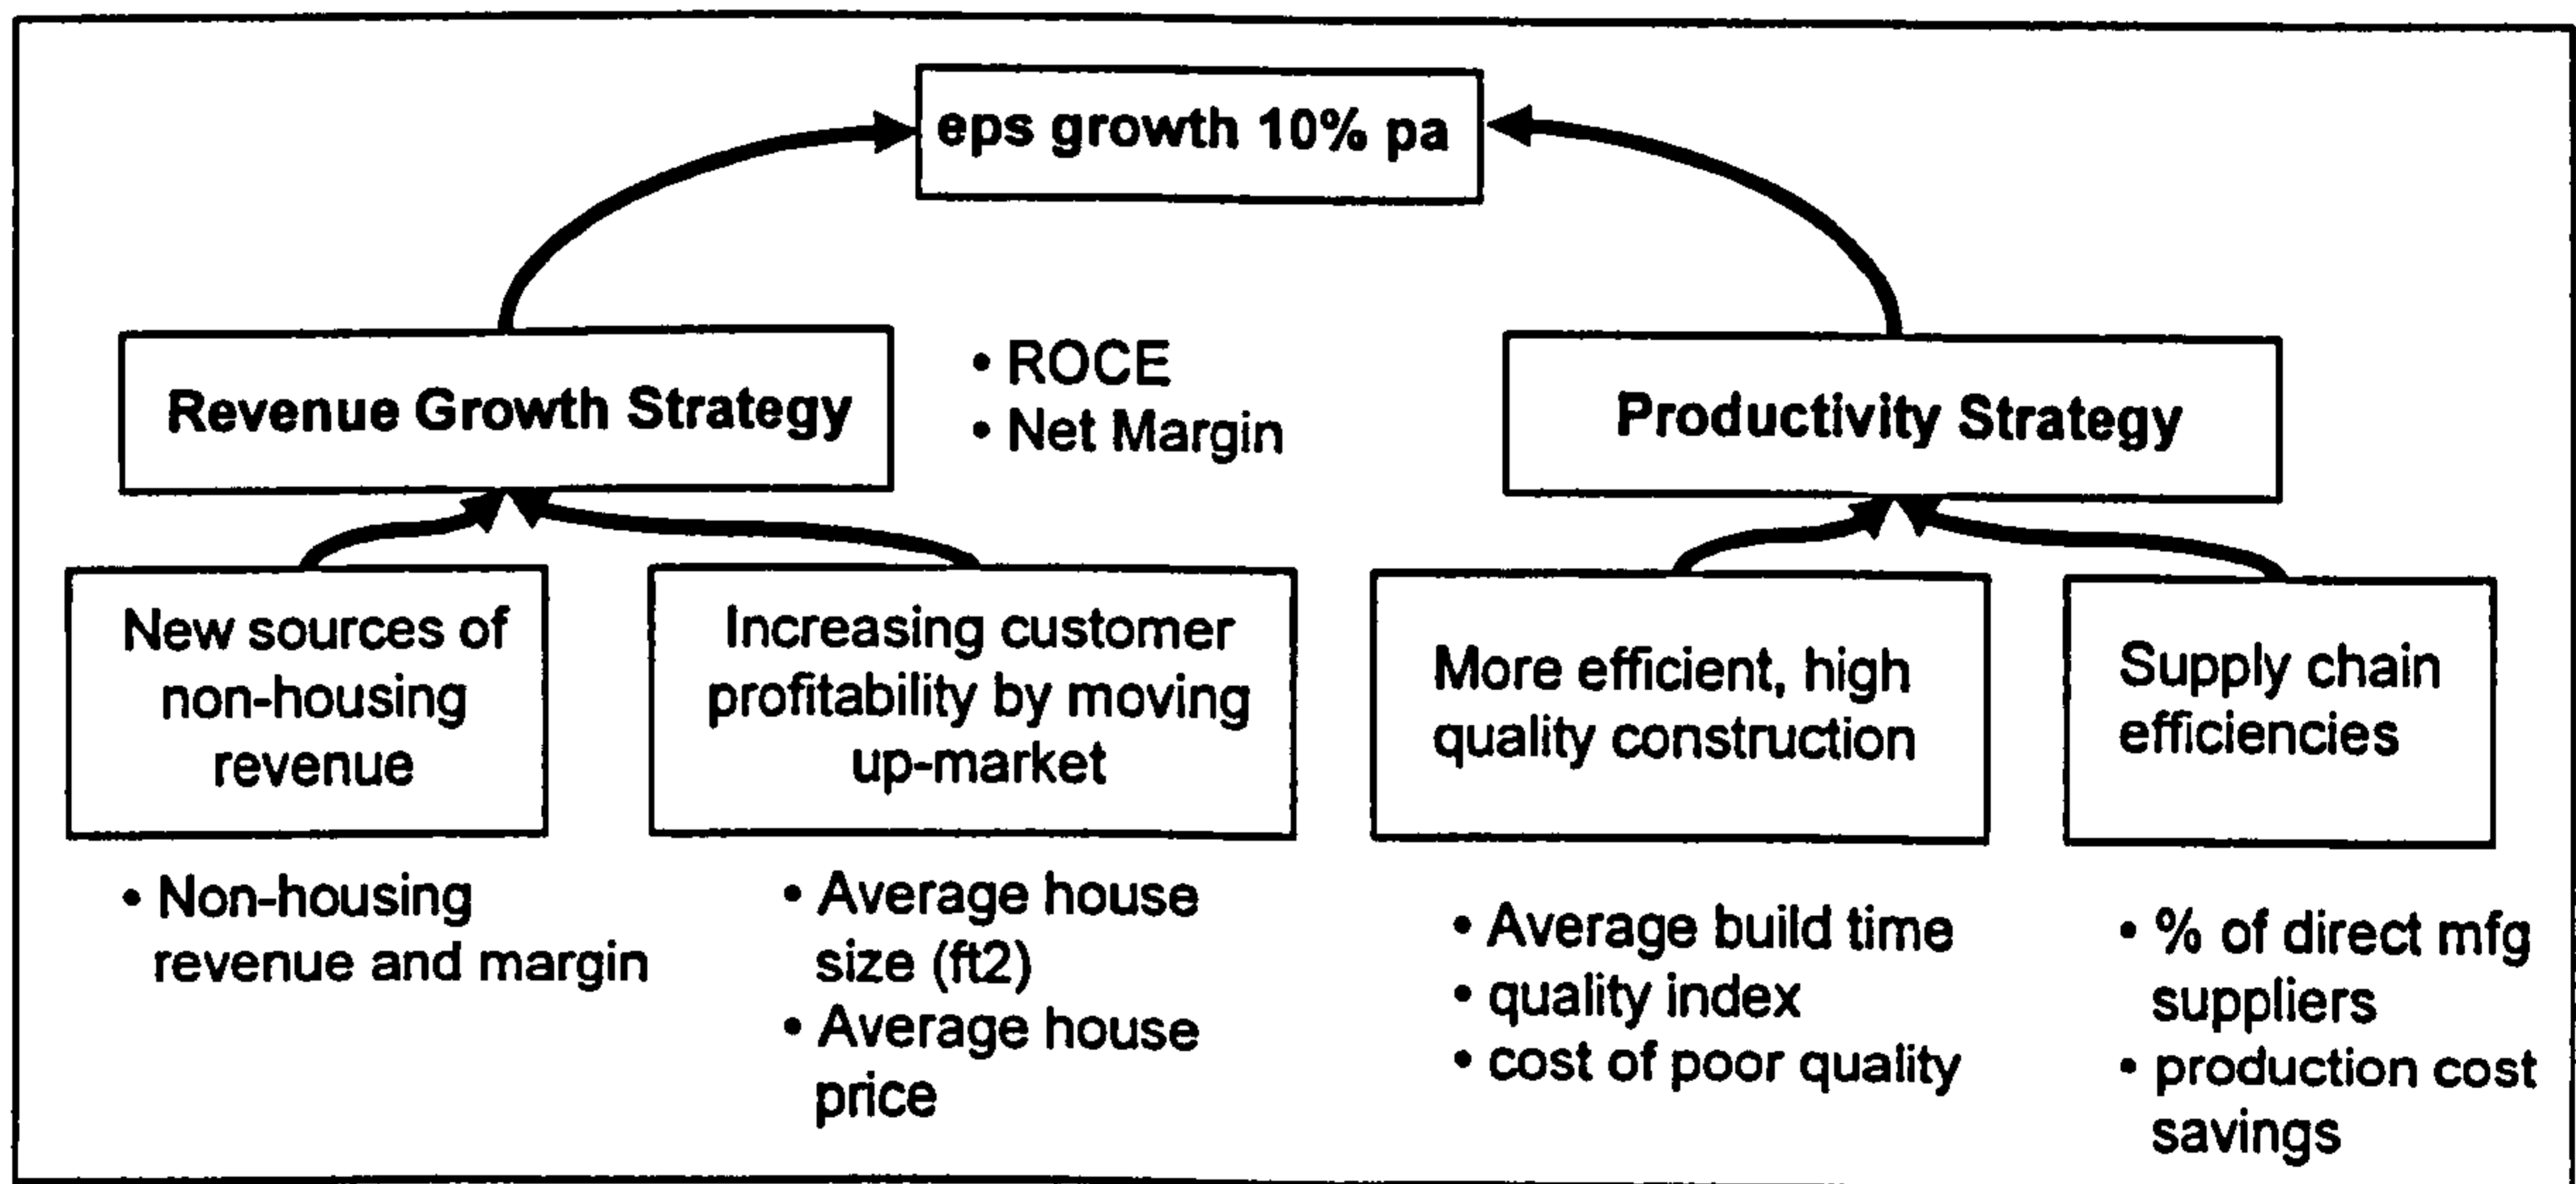 eps growth 10% pa
Revenue Growth Strategy
• ROCE
• Net Margin
Productivity Strategy
New sources of
non-housing
revenue
Increasing customer
profitability by moving
up-market
More efficient, high
quality construction
Supply chain
efficiencies
• Non-housing
revenue and margin
• Average house
size (ft2)
• Average house
price
• Average build time
• quality index
• cost of poor quality
• % of direct mfg
suppliers
• production cost
savings